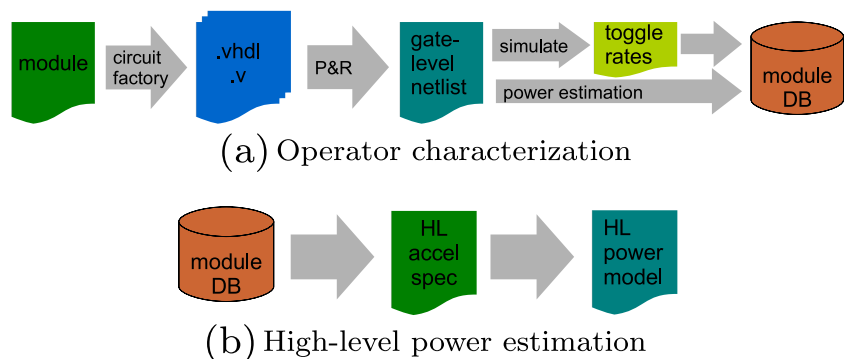 module
circuit
factory
.vhdl
.v
P&R
gate-
level
netlist
simulate
toggle
rates
power estimation
module
DB
(a) Operator characterization
module
DB
HL
accel
spec
HL
power
model
(b) High-level power estimation